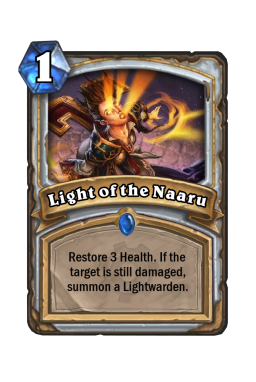 1
Light of the Naaru
Restore 3 Health. If the
target is still damaged,
summon a Lightwarden.